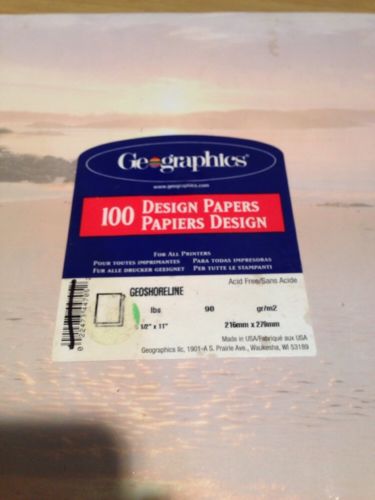 Geographics®
www.geographics.com
100 DESIGN PAPERS
PAPIERS DESIGN
FOR ALL PRINTERS
POUR TOUTES IMPRIMANTES PARA TODAS IMPRESORAS
FUR ALLE DRUCKER GEEIGNET PER TUTTE LE STAMPANTI
Acid Free/Sans Acide
GEOSHORELINE
lbs 90 gr/m2
1/2" x 11" 216mm x 279mm
Made in USA/Fabriqué aux USA
Geographics llc, 1901-A S. Prairie Ave., Waukesha, WI 53189